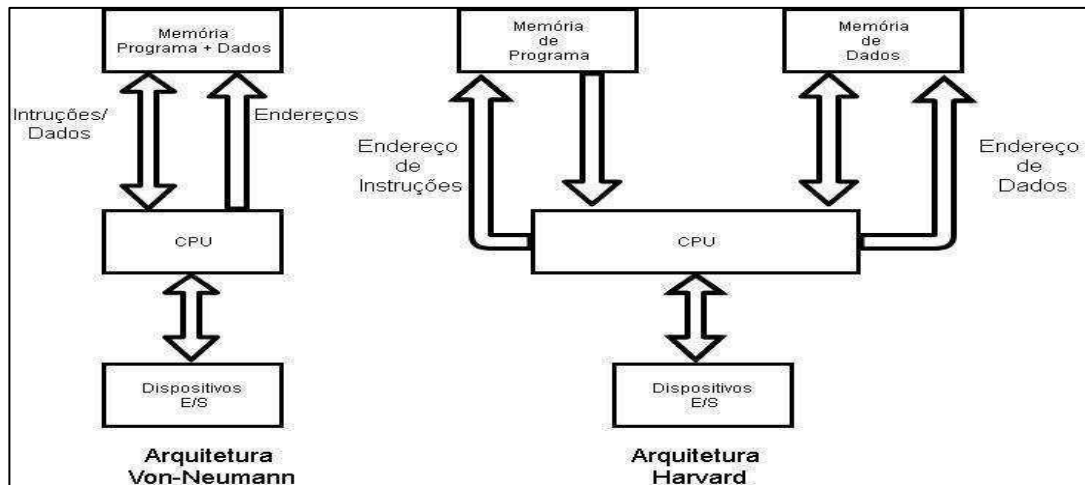 Memória
Programa + Dados
Intruções/
Dados
Endereços
CPU
Dispositivos
E/S
Arquitetura
Von-Neumann
Memória
de
Programa
Memória
de
Dados
Endereço
de
Instruções
Endereço
de
Dados
CPU
Dispositivos
E/S
Arquitetura
Harvard